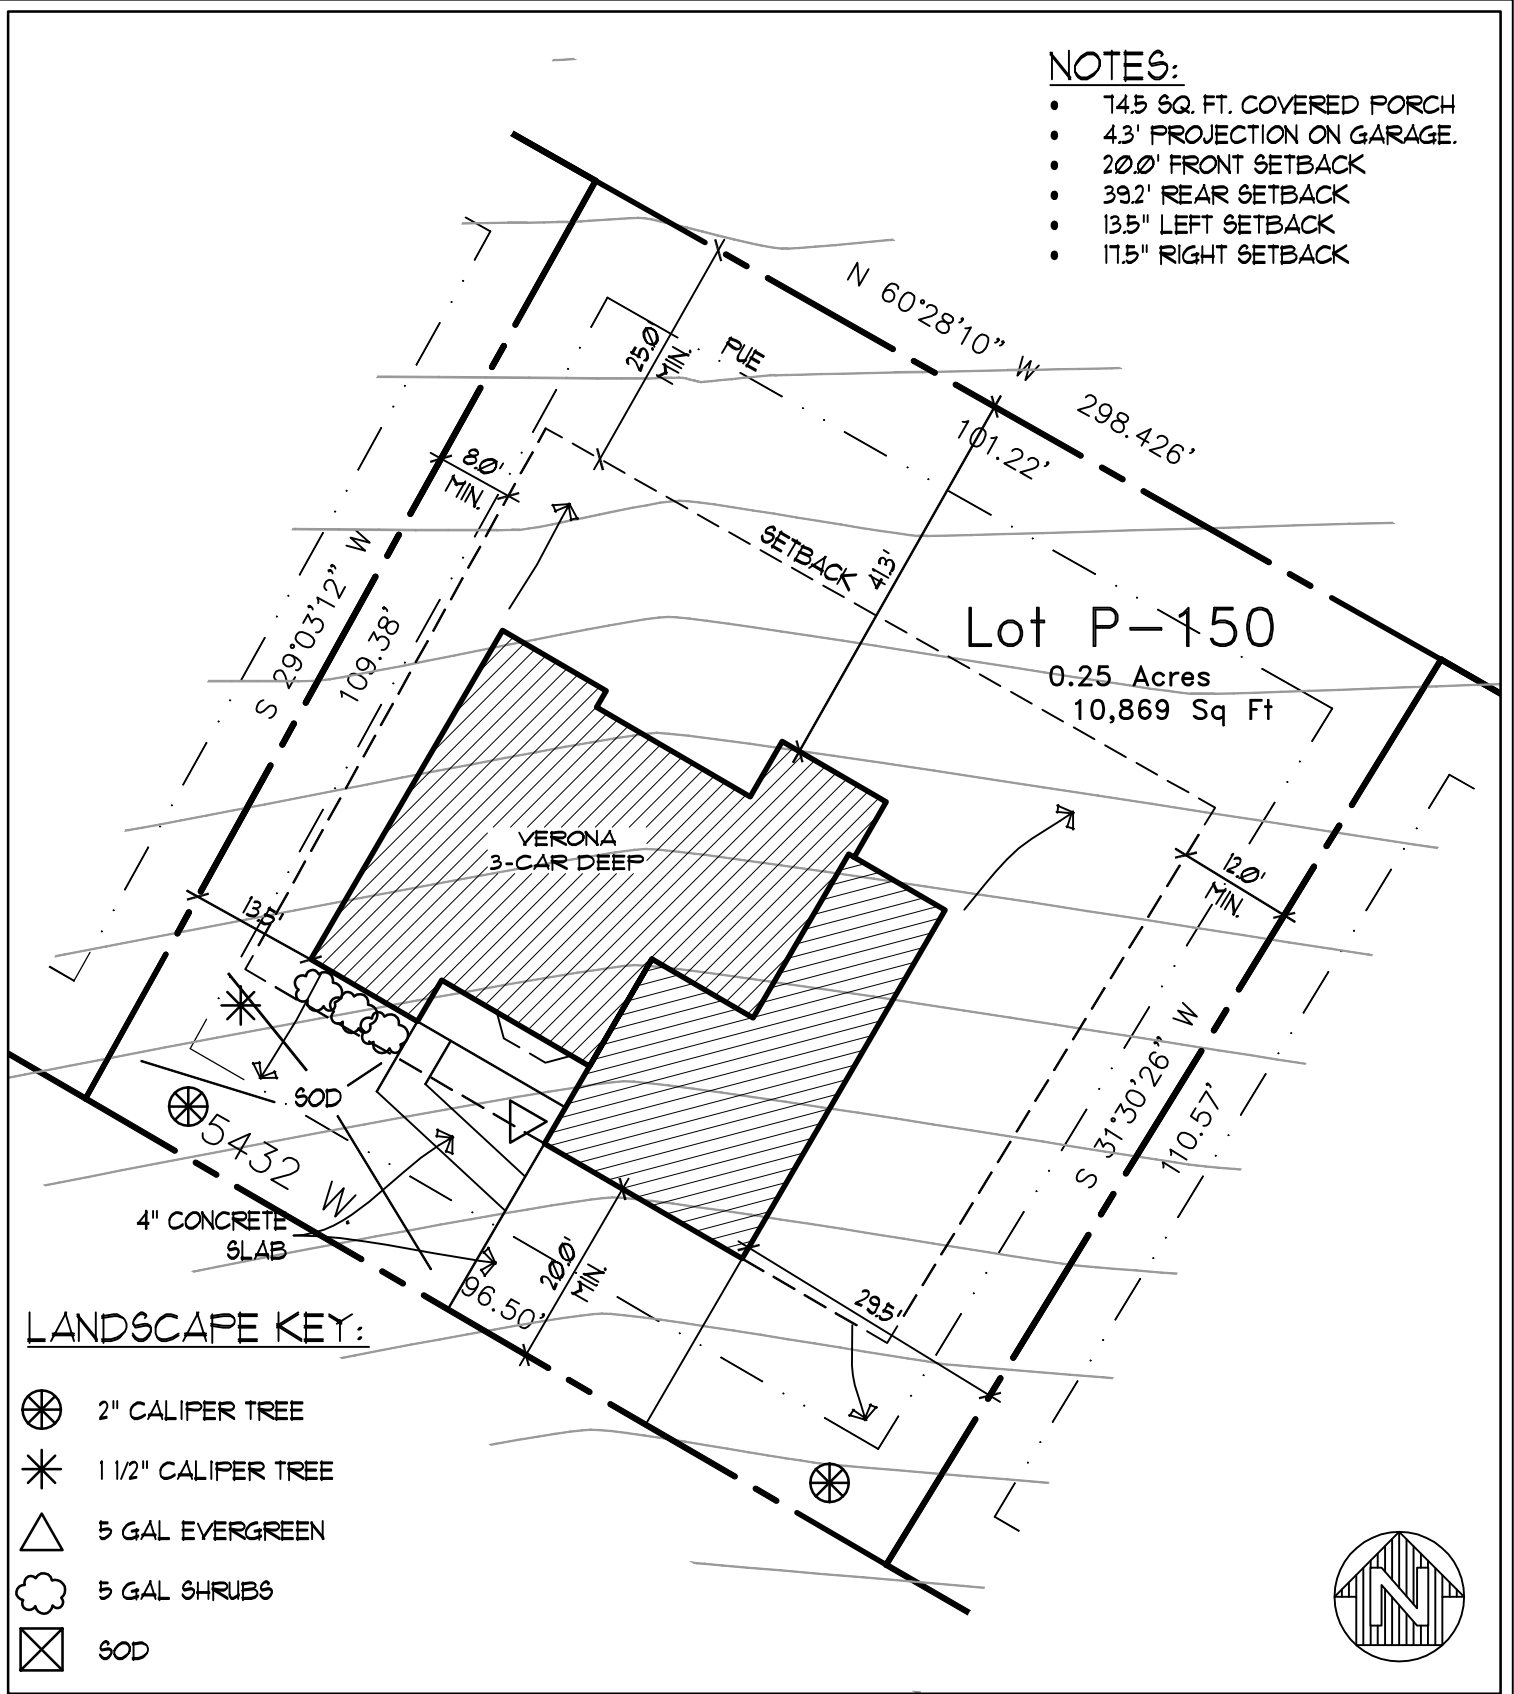 NOTES:
• 74.5 SQ. FT. COVERED PORCH
• 4.3' PROJECTION ON GARAGE.
• 20.0' FRONT SETBACK
• 39.2' REAR SETBACK
• 13.5" LEFT SETBACK
• 17.5" RIGHT SETBACK
N 60°28'10" W 298.426'
101.22'
25.0
MIN.
PUE
8.0'
MIN.
SETBACK
41.3'
S 29°03'12" W
109.38'
Lot P-150
0.25 Acres
10,869 Sq Ft
VERONA
3-CAR DEEP
12.0'
MIN.
13.5'
S 31°30'26" W
110.57'
SOD
5432 W.
4" CONCRETE
SLAB
20.0'
MIN.
96.50'
29.5'
LANDSCAPE KEY:
2" CALIPER TREE
1 1/2" CALIPER TREE
5 GAL EVERGREEN
5 GAL SHRUBS
SOD
N